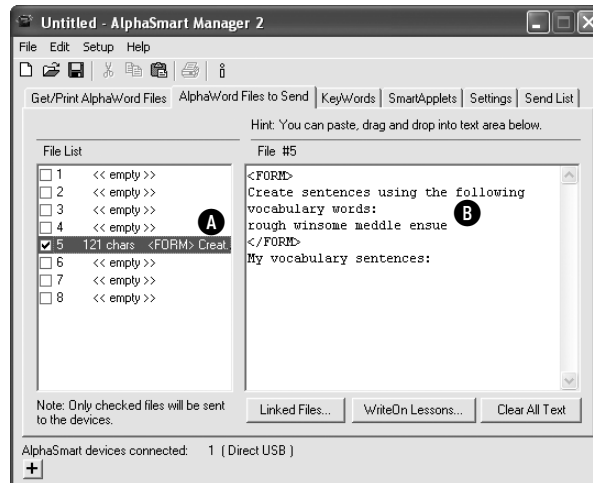 Untitled - AlphaSmart Manager 2
File Edit Setup Help
Get/Print AlphaWord Files AlphaWord Files to Send KeyWords SmartApplets Settings Send List
Hint: You can paste, drag and drop into text area below.
File List
File #5
1 << empty >>
2 << empty >>
3 << empty >>
4 << empty >>
5 121 chars <FORM> Creat.
6 << empty >>
7 << empty >>
8 << empty >>
A
<FORM>
Create sentences using the following
vocabulary words:
rough winsome meddle ensue
</FORM>
My vocabulary sentences:
B
Note: Only checked files will be sent
to the devices.
Linked Files... WriteOn Lessons... Clear All Text
AlphaSmart devices connected: 1 ( Direct USB )
+